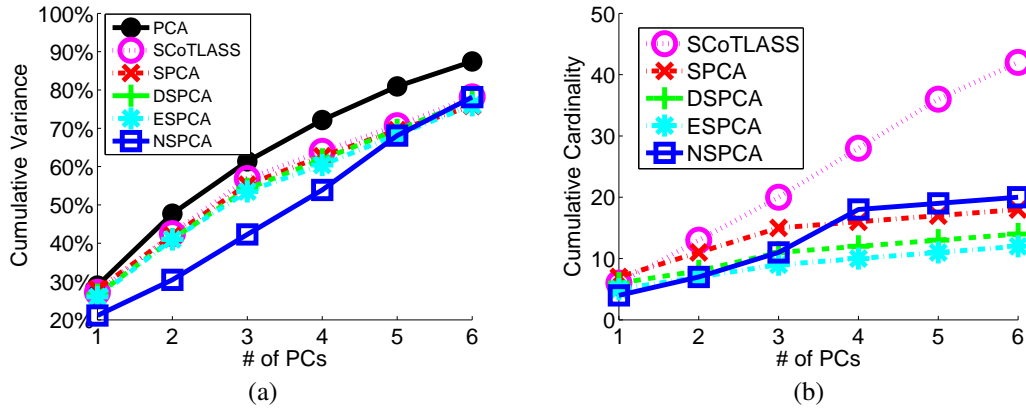 100%
90%
80%
70%
60%
50%
40%
30%
20%
Cumulative Variance
PCA
SCoTLASS
SPCA
DSPCA
ESPCA
NSPCA
1 2 3 4 5 6
# of PCs
(a)
50
40
30
20
10
0
Cumulative Cardinality
SCoTLASS
SPCA
DSPCA
ESPCA
NSPCA
1 2 3 4 5 6
# of PCs
(b)